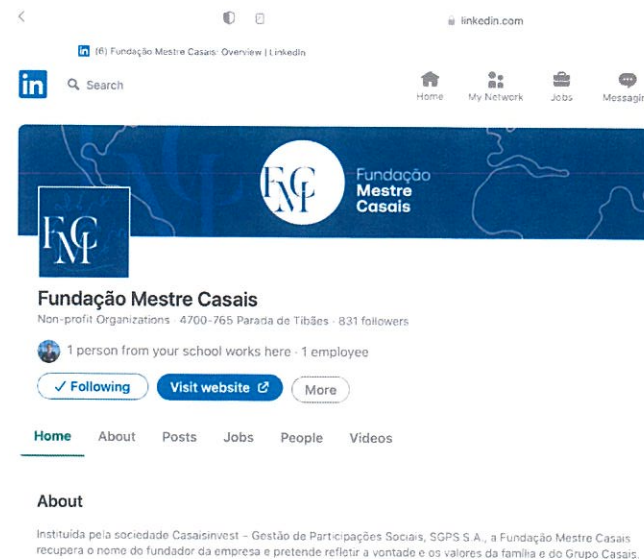 linkedin.com
in (6) Fundação Mestre Casais: Overview | LinkedIn
in Search
Home My Network Jobs Messagin
FMC Fundação
Mestre
Casais
FMC
Fundação Mestre Casais
Non-profit Organizations · 4700-765 Parada de Tibães · 831 followers
1 person from your school works here · 1 employee
✓ Following Visit website More
Home About Posts Jobs People Videos
About
Instituída pela sociedade Casaisinvest – Gestão de Participações Sociais, SGPS S.A., a Fundação Mestre Casais
recupera o nome do fundador da empresa e pretende refletir a vontade e os valores da família e do Grupo Casais.